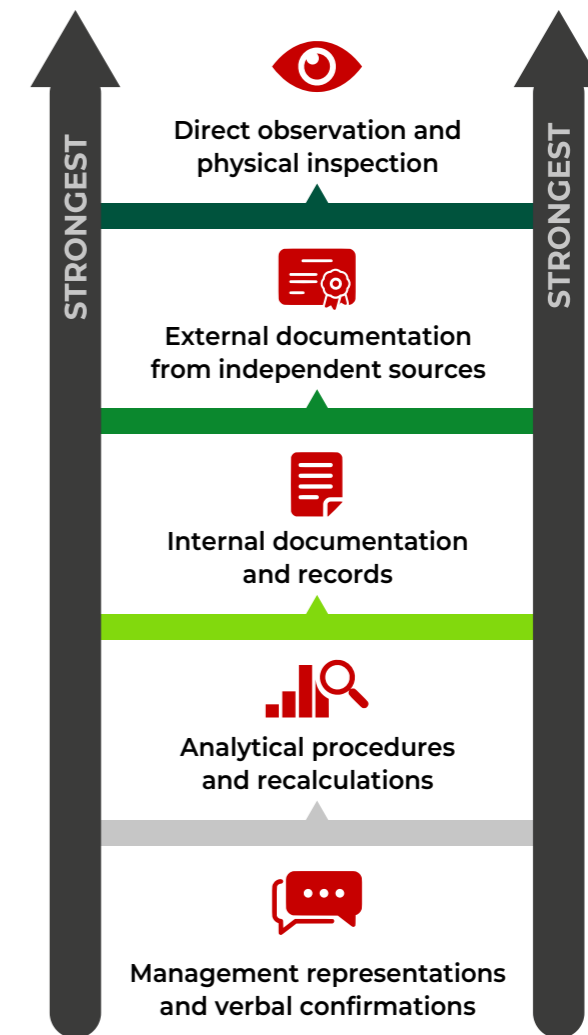 STRONGEST
STRONGEST
Direct observation and
physical inspection
External documentation
from independent sources
Internal documentation
and records
Analytical procedures
and recalculations
Management representations
and verbal confirmations